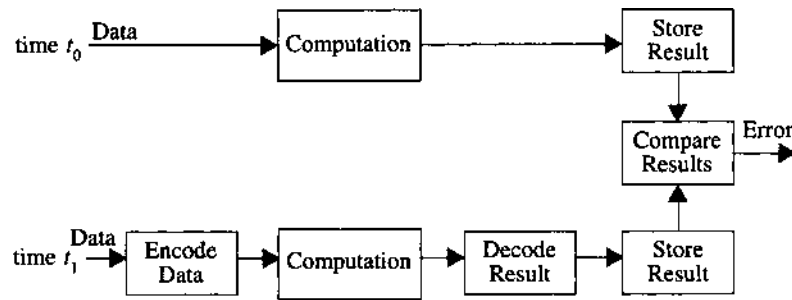 time t0 Data
Computation
Store
Result
Compare
Results
Error
time t1 Data
Encode
Data
Computation
Decode
Result
Store
Result